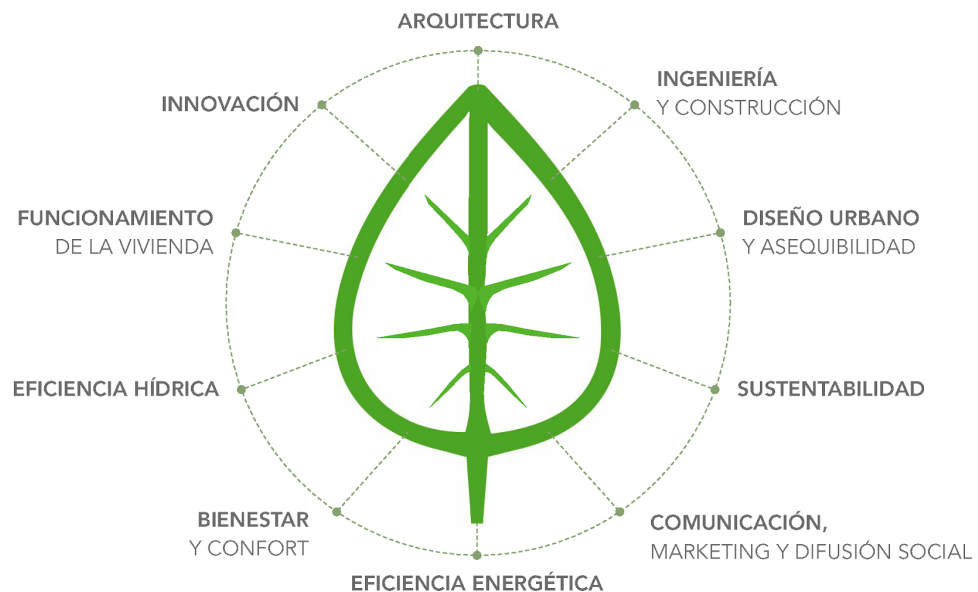 ARQUITECTURA
INGENIERÍA
Y CONSTRUCCIÓN
DISEÑO URBANO
Y ASEQUIBILIDAD
SUSTENTABILIDAD
COMUNICACIÓN,
MARKETING Y DIFUSIÓN SOCIAL
EFICIENCIA ENERGÉTICA
BIENESTAR
Y CONFORT
EFICIENCIA HÍDRICA
FUNCIONAMIENTO
DE LA VIVIENDA
INNOVACIÓN